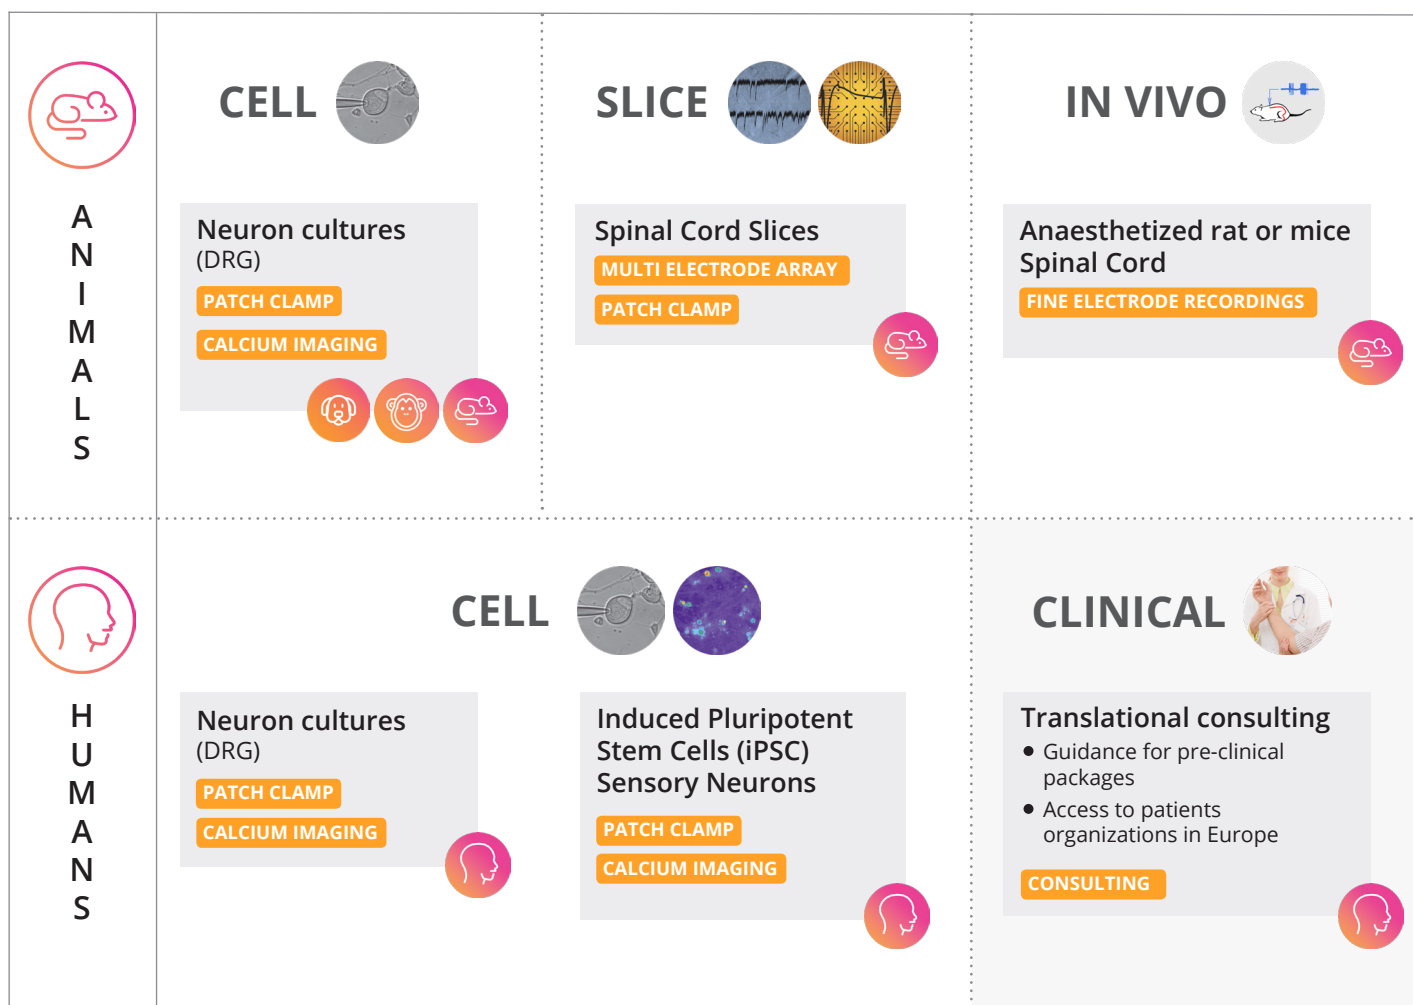 ANIMALS
CELL
Neuron cultures
(DRG)
PATCH CLAMP
CALCIUM IMAGING
SLICE
Spinal Cord Slices
MULTI ELECTRODE ARRAY
PATCH CLAMP
IN VIVO
Anaesthetized rat or mice
Spinal Cord
FINE ELECTRODE RECORDINGS
HUMANS
CELL
Neuron cultures
(DRG)
PATCH CLAMP
CALCIUM IMAGING
Induced Pluripotent
Stem Cells (iPSC)
Sensory Neurons
PATCH CLAMP
CALCIUM IMAGING
CLINICAL
Translational consulting
• Guidance for pre-clinical
packages
• Access to patients
organizations in Europe
CONSULTING